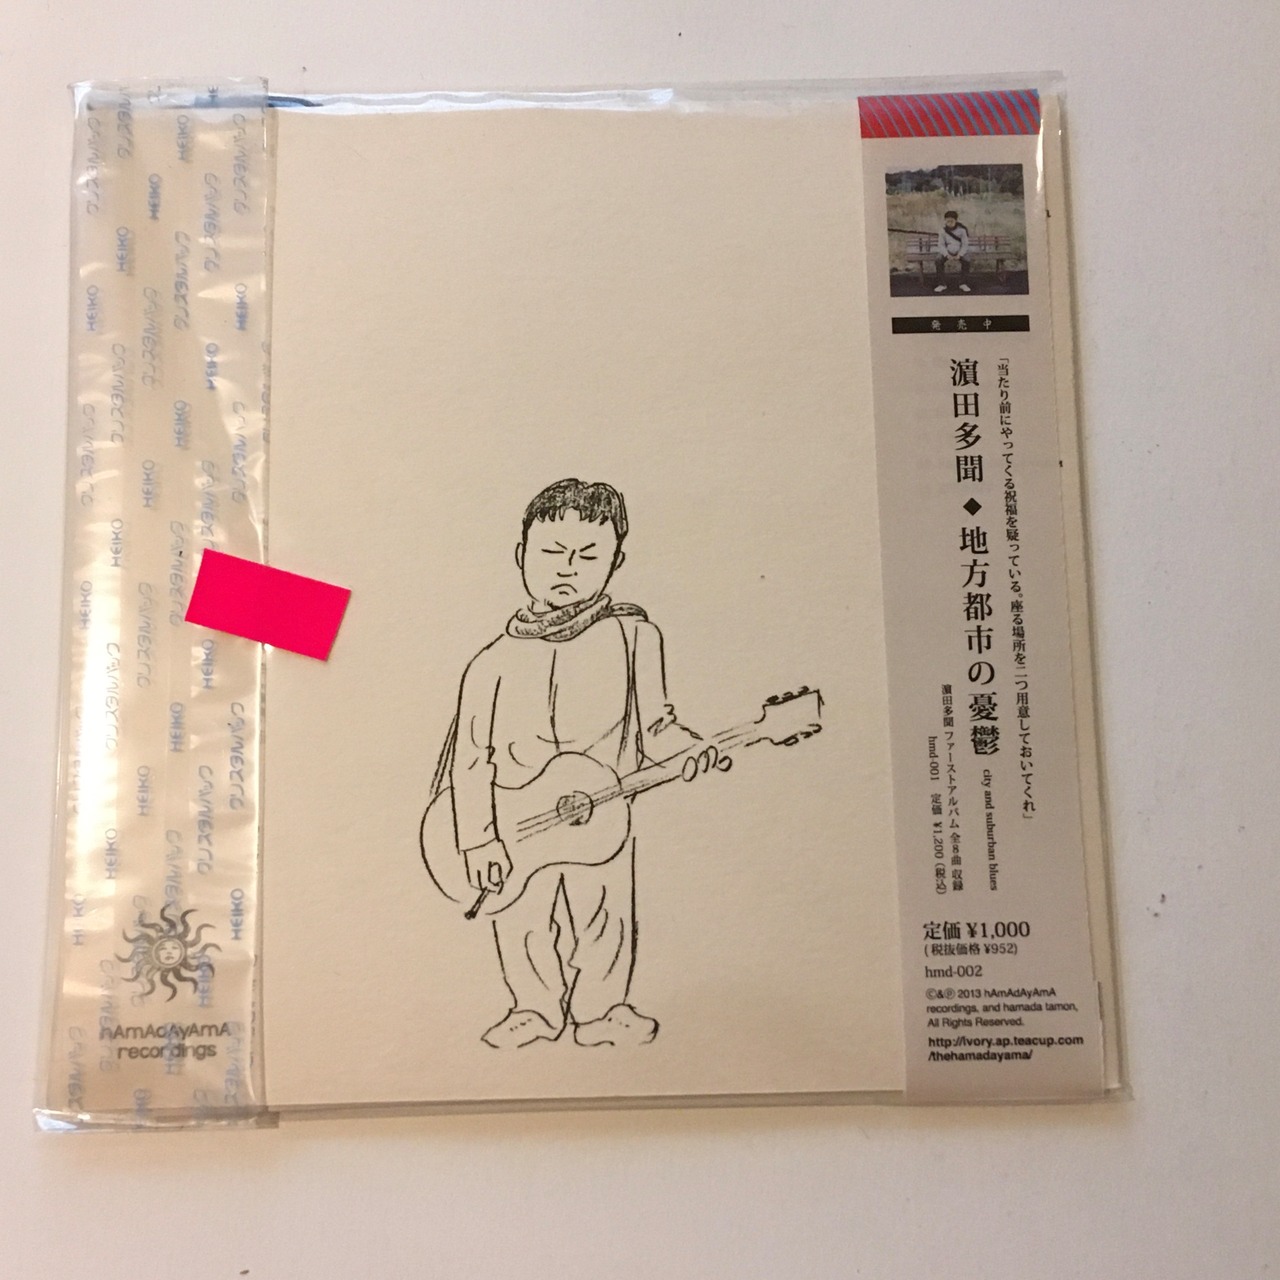 発売中
「当たり前にやってくる祝福を疑っている。座る場所を二つ用意しておいてくれ」
濵田多聞◆地方都市の憂鬱
city and suburban blues
濵田多聞 ファーストアルバム 全8曲 収録
hmd-001 定価 ¥1,200（税込）
定価 ¥1,000
( 税抜価格 ¥952)
hmd-002
©&℗ 2013 hAmAdAyAmA
recordings, and hamada tamon,
All Rights Reserved.
http://ivory.ap.teacup.com
/thehamadayama/
hAmAdAyAmA
recordings
HEIKO
クリスタルパック